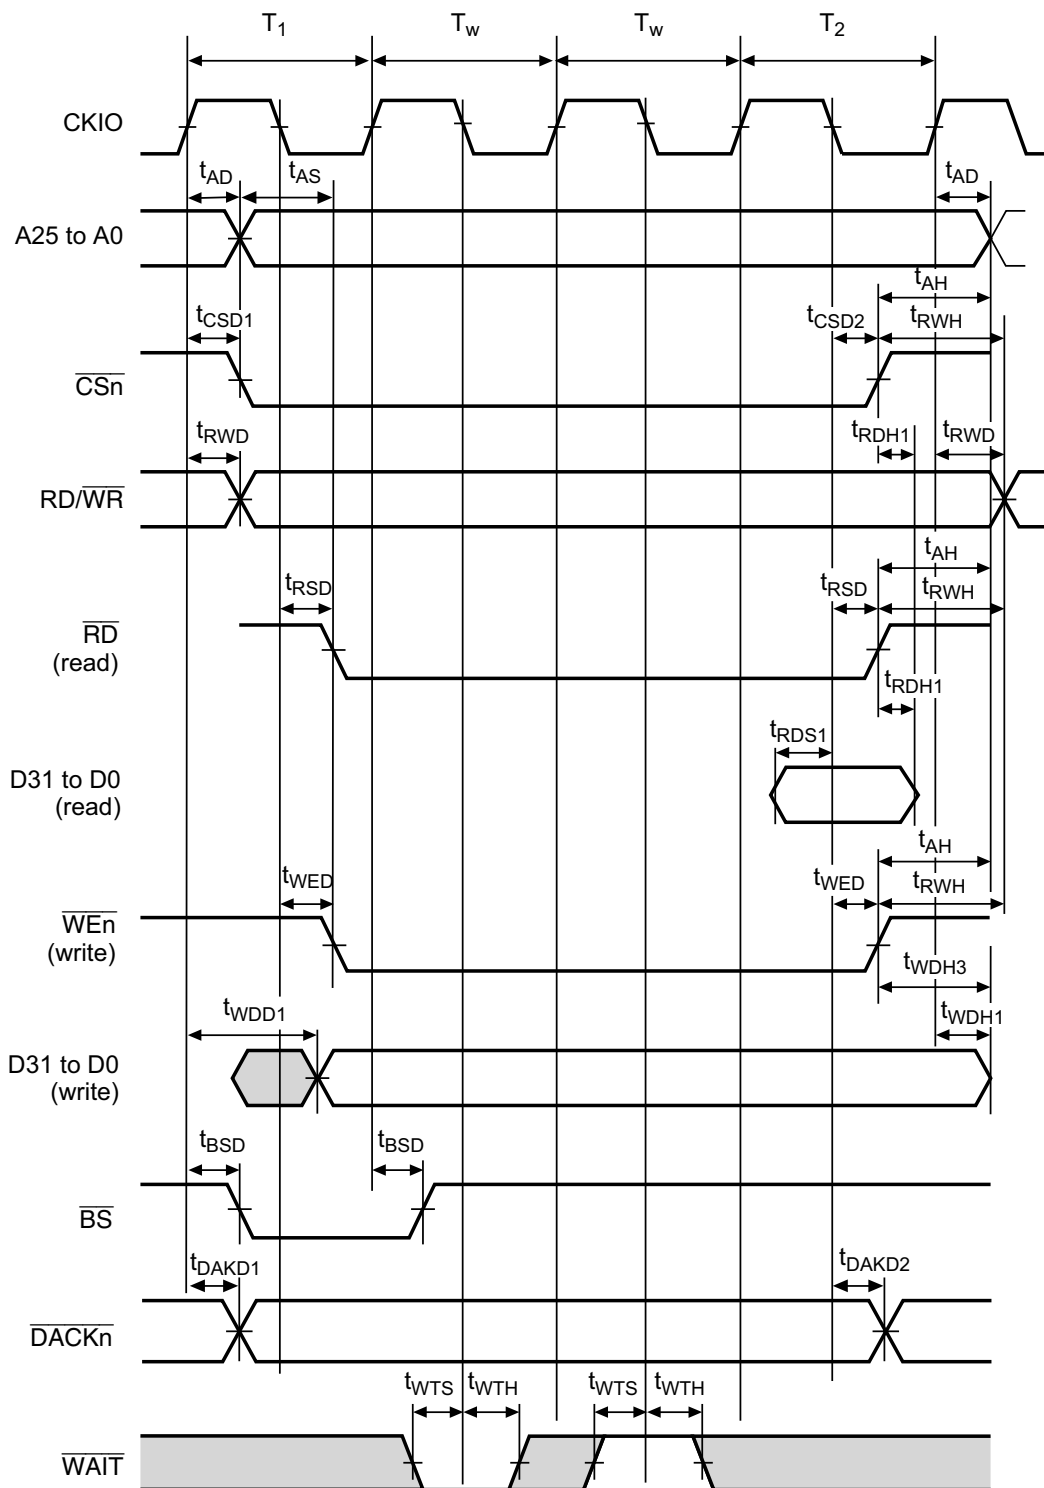 T1 Tw Tw T2
CKIO
tAD tAS tAD
A25 to A0
tAH
tCSD1 tCSD2 tRWH
CSn
tRDH1
tRWD tRWD
RD/WR
tAH
tRSD tRSD tRWH
RD
(read)
tRDH1
tRDS1
D31 to D0
(read)
tAH
tWED tWED tRWH
WEn
(write)
tWDH3
tWDD1 tWDH1
D31 to D0
(write)
tBSD tBSD
BS
tDAKD1 tDAKD2
DACKn
tWTS tWTH tWTS tWTH
WAIT